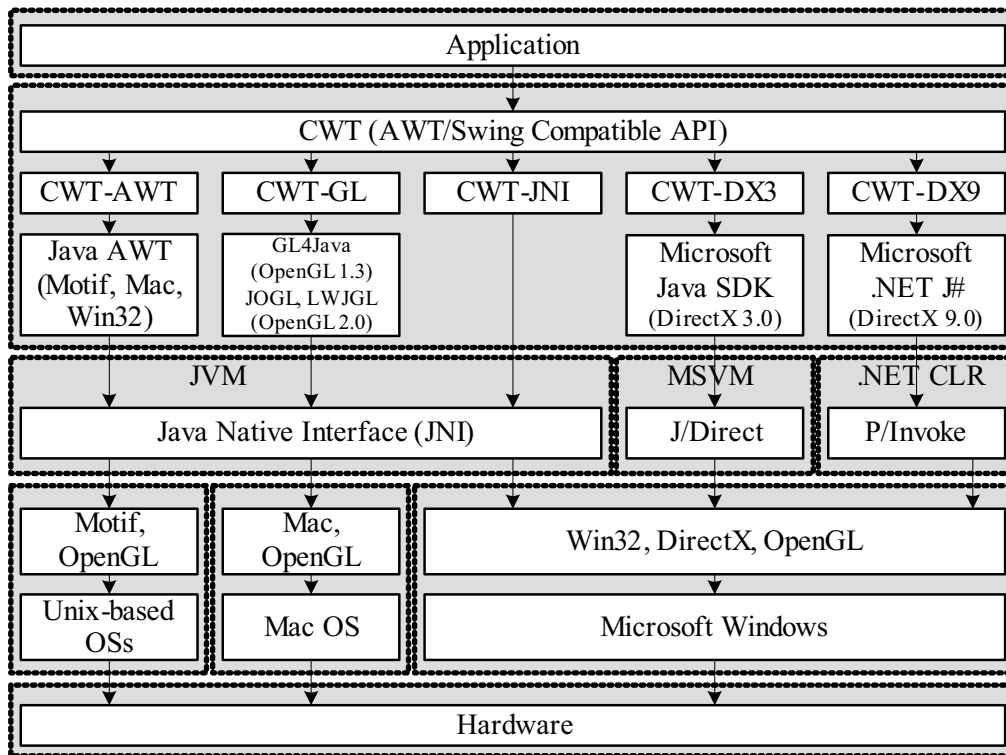 Application
CWT (AWT/Swing Compatible API)
CWT-AWT
CWT-GL
CWT-JNI
CWT-DX3
CWT-DX9
Java AWT
(Motif, Mac,
Win32)
GL4Java
(OpenGL 1.3)
JOGL, LWJGL
(OpenGL 2.0)
Microsoft
Java SDK
(DirectX 3.0)
Microsoft
.NET J#
(DirectX 9.0)
JVM
MSVM
.NET CLR
Java Native Interface (JNI)
J/Direct
P/Invoke
Motif,
OpenGL
Mac,
OpenGL
Win32, DirectX, OpenGL
Unix-based
OSs
Mac OS
Microsoft Windows
Hardware